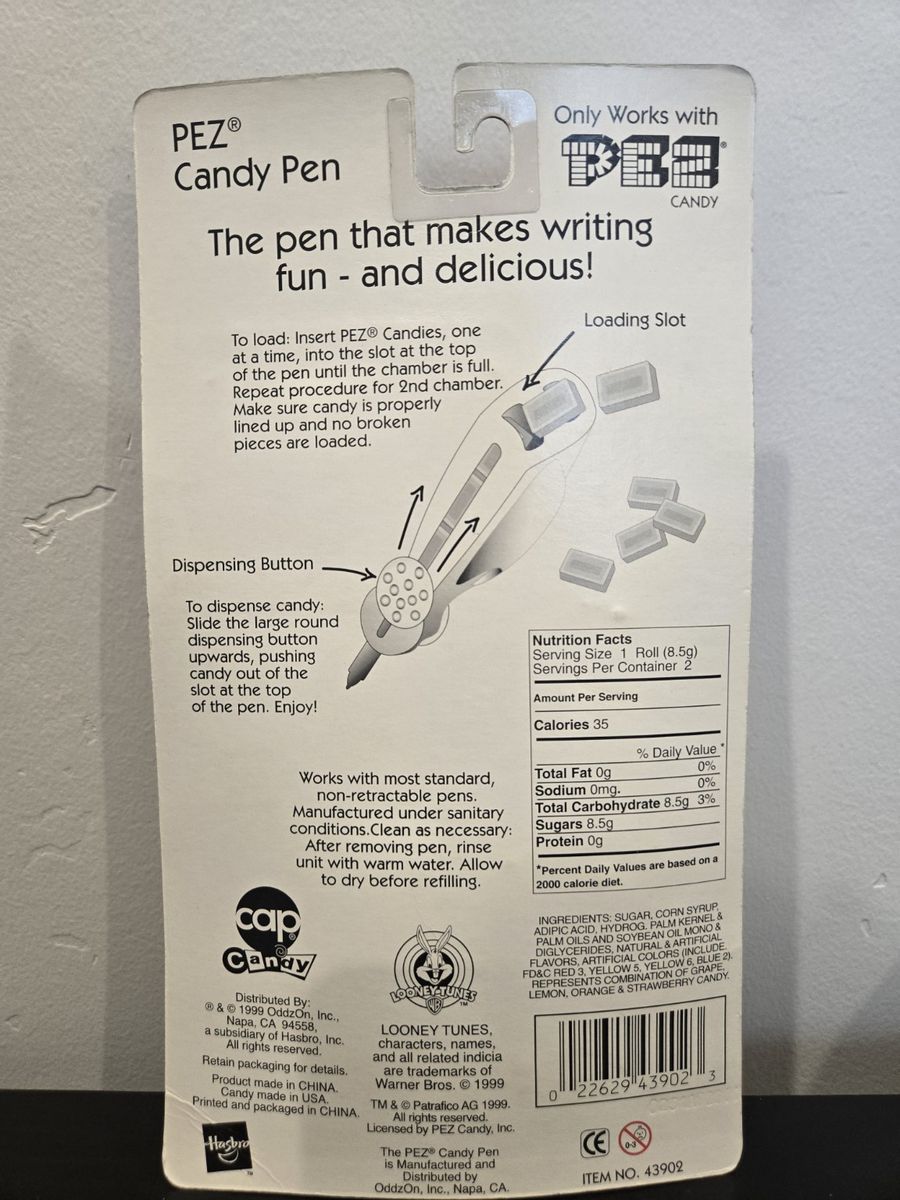 PEZ®
Candy Pen
Only Works with
PEZ®
CANDY
The pen that makes writing
fun - and delicious!
Loading Slot
To load: Insert PEZ® Candies, one
at a time, into the slot at the top
of the pen until the chamber is full.
Repeat procedure for 2nd chamber.
Make sure candy is properly
lined up and no broken
pieces are loaded.
Dispensing Button
To dispense candy:
Slide the large round
dispensing button
upwards, pushing
candy out of the
slot at the top
of the pen. Enjoy!
Nutrition Facts
Serving Size 1 Roll (8.5g)
Servings Per Container 2
Amount Per Serving
Calories 35
% Daily Value*
Total Fat 0g 0%
Sodium 0mg. 0%
Total Carbohydrate 8.5g 3%
Sugars 8.5g
Protein 0g
*Percent Daily Values are based on a
2000 calorie diet.
Works with most standard,
non-retractable pens.
Manufactured under sanitary
conditions.Clean as necessary:
After removing pen, rinse
unit with warm water. Allow
to dry before refilling.
INGREDIENTS: SUGAR, CORN SYRUP,
ADIPIC ACID, HYDROG. PALM KERNEL &
PALM OILS AND SOYBEAN OIL MONO &
DIGLYCERIDES, NATURAL & ARTIFICIAL
FLAVORS, ARTIFICIAL COLORS (INCLUDE
FD&C RED 3, YELLOW 5, YELLOW 6, BLUE 2).
REPRESENTS COMBINATION OF GRAPE,
LEMON, ORANGE & STRAWBERRY CANDY.
cap®
Candy
Distributed By:
® & © 1999 OddzOn, Inc.,
Napa, CA 94558,
a subsidiary of Hasbro, Inc.
All rights reserved.
Retain packaging for details.
Product made in CHINA.
Candy made in USA.
Printed and packaged in CHINA.
Hasbro
TM
LOONEY TUNES
WB
TM
LOONEY TUNES,
characters, names,
and all related indicia
are trademarks of
Warner Bros. © 1999
TM & © Patrafico AG 1999.
All rights reserved.
Licensed by PEZ Candy, Inc.
The PEZ® Candy Pen
is Manufactured and
Distributed by
OddzOn, Inc., Napa, CA.
0 22629 43902 3
CE
0-3
ITEM NO. 43902